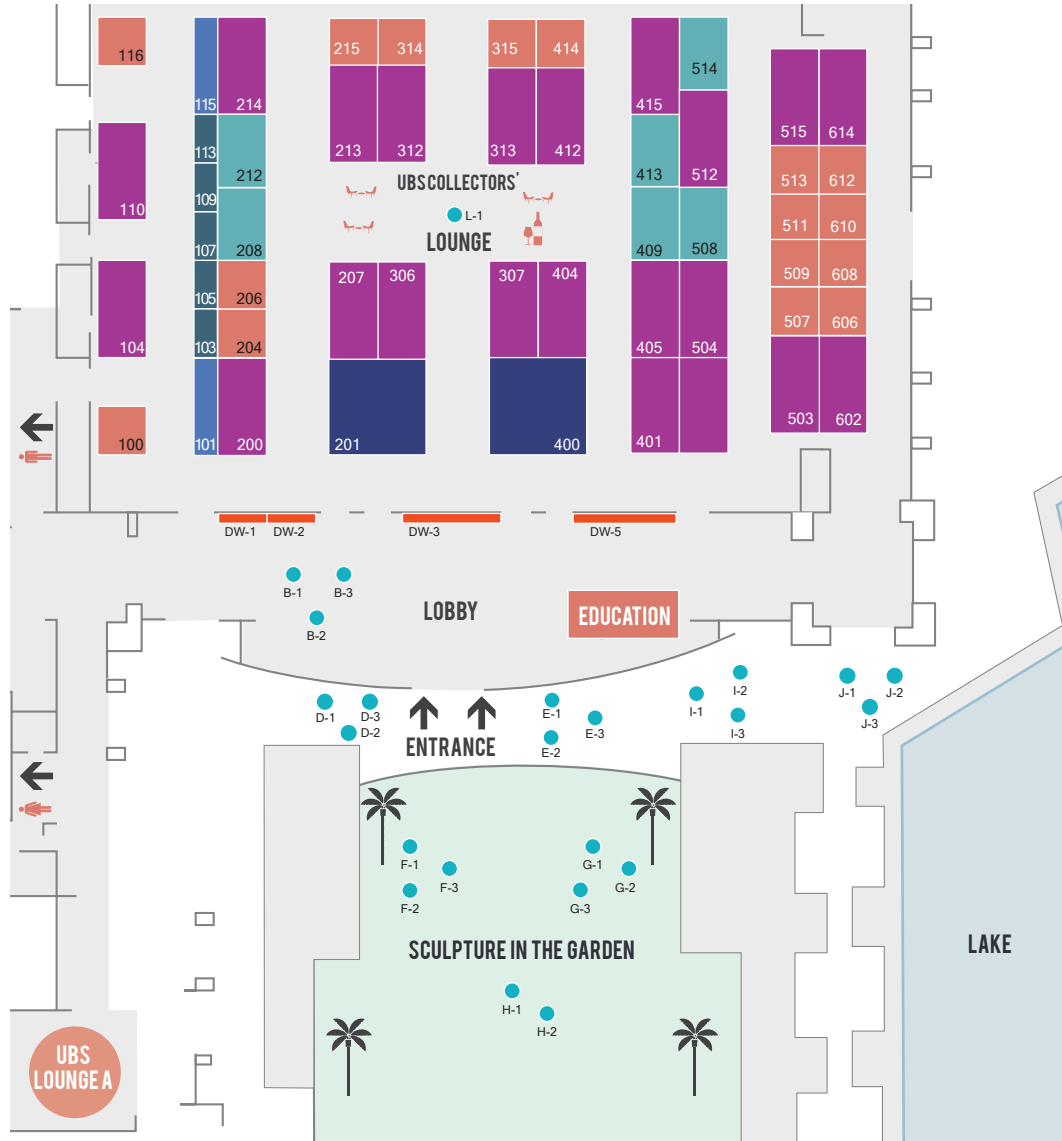 116
215
314
315
414
514
115
214
415
515
614
213
312
313
412
113
212
413
512
513
612
UBS COLLECTORS'
L-1
LOUNGE
110
109
511
610
107
208
409
508
207
306
307
404
509
608
105
206
507
606
104
103
204
405
504
100
101
200
201
400
401
503
602
DW-1
DW-2
DW-3
DW-5
B-1
B-3
B-2
LOBBY
EDUCATION
I-2
J-1
J-2
D-1
D-3
D-2
E-1
E-3
E-2
I-1
I-3
J-3
ENTRANCE
F-1
F-3
F-2
G-1
G-2
G-3
SCULPTURE IN THE GARDEN
LAKE
H-1
H-2
UBS
LOUNGE A